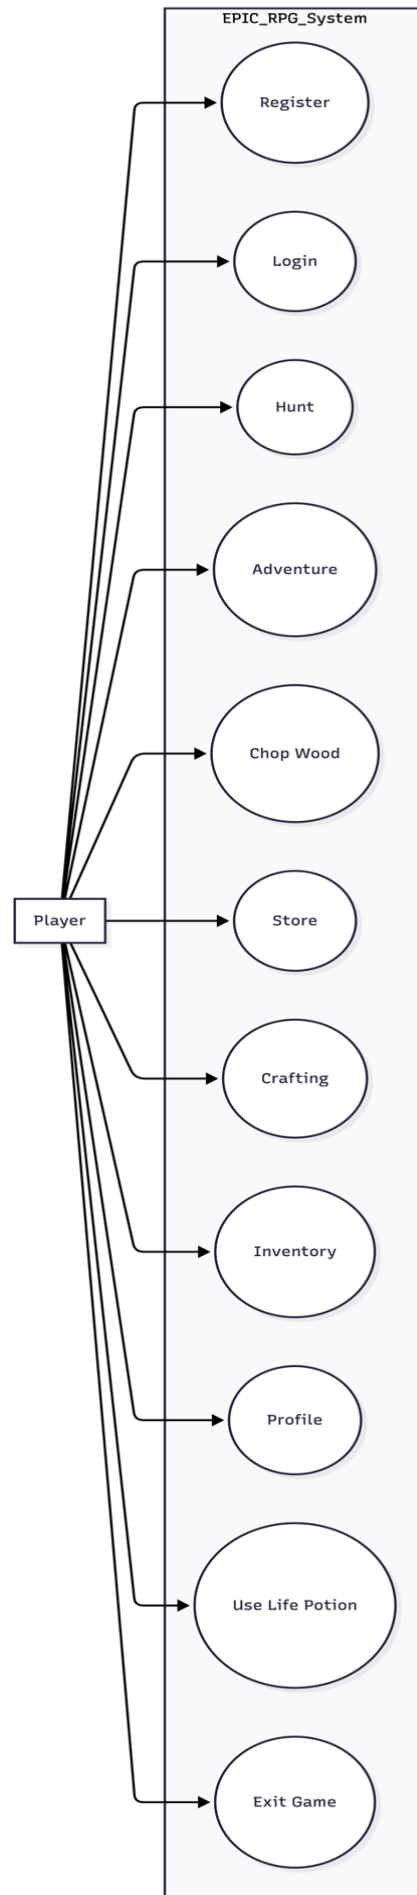 EPIC_RPG_System
Register
Login
Hunt
Adventure
Chop Wood
Player
Store
Crafting
Inventory
Profile
Use Life Potion
Exit Game